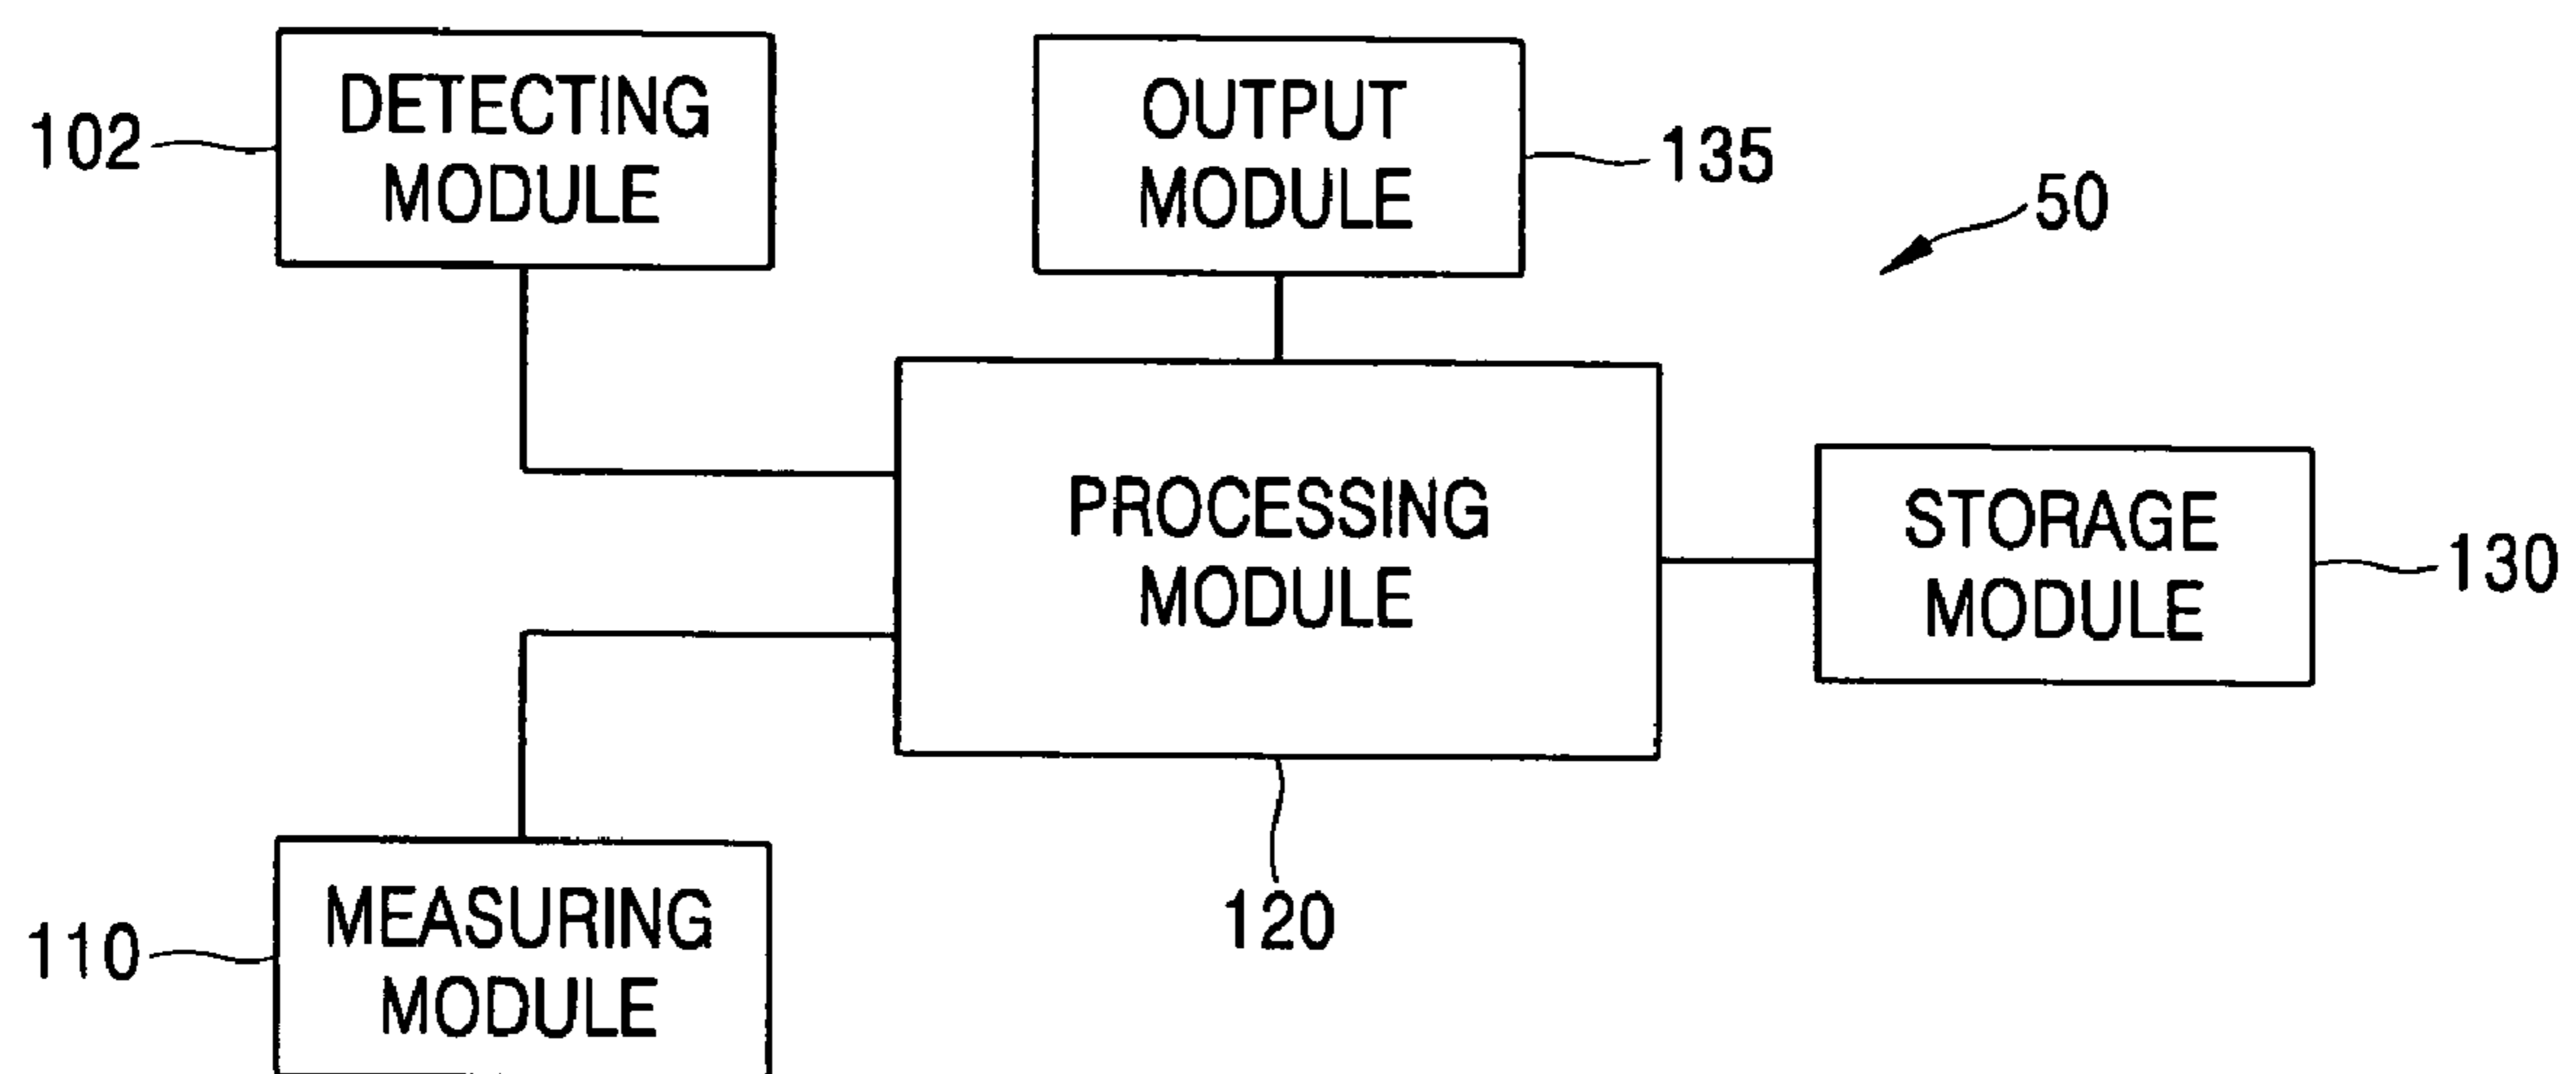 DETECTING
MODULE
102
OUTPUT
MODULE
135
50
PROCESSING
MODULE
120
STORAGE
MODULE
130
MEASURING
MODULE
110